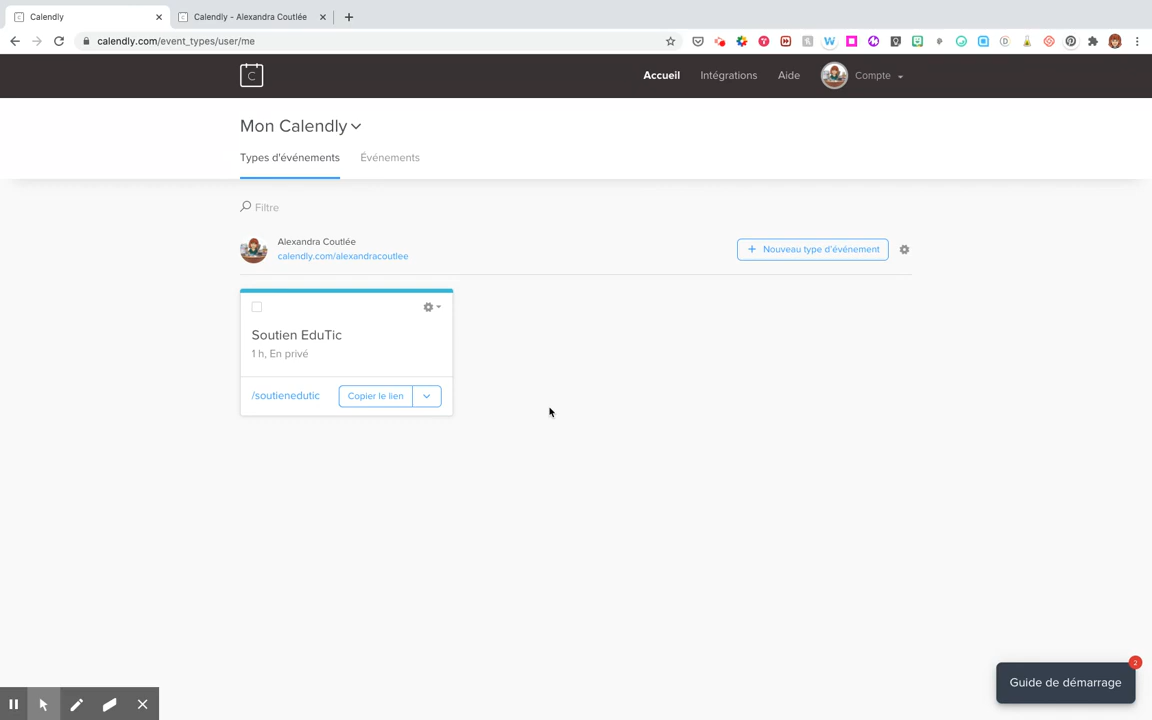 Calendly
Calendly - Alexandra Coutlée
calendly.com/event_types/user/me
C
Accueil
Intégrations
Aide
Compte
Mon Calendly
Types d'événements
Événements
Filtre
Alexandra Coutlée
calendly.com/alexandracoutlee
+ Nouveau type d'événement
Soutien EduTic
1 h, En privé
/soutienedutic
Copier le lien
2
Guide de démarrage